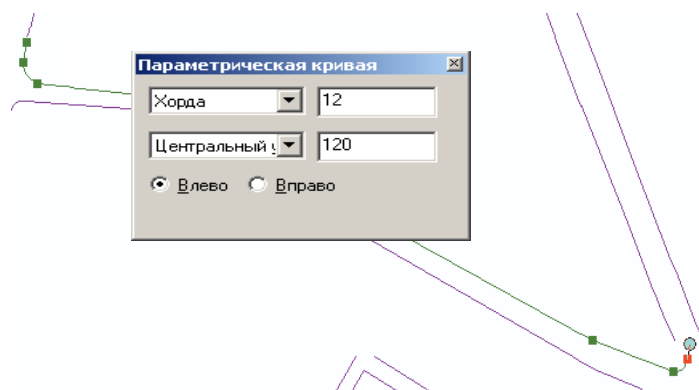 Параметрическая кривая
Хорда 12
Центральный 120
Влево Вправо